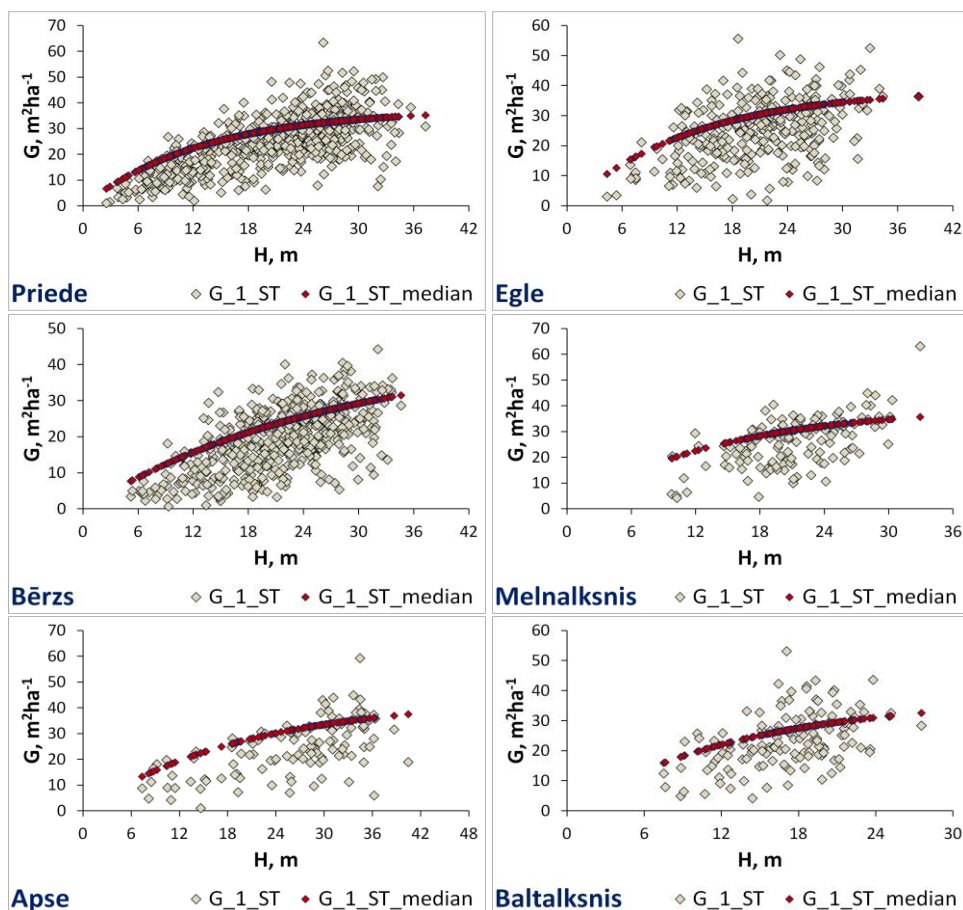 70
60
50
40
30
20
10
0
G, m²ha⁻¹
0 6 12 18 24 30 36 42
H, m
Priede ◇ G_1_ST ◆ G_1_ST_median
60
50
40
30
20
10
0
G, m²ha⁻¹
0 6 12 18 24 30 36 42
H, m
Egle ◇ G_1_ST ◆ G_1_ST_median
50
40
30
20
10
0
G, m²ha⁻¹
0 6 12 18 24 30 36 42
H, m
Bērzs ◇ G_1_ST ◆ G_1_ST_median
70
60
50
40
30
20
10
0
G, m²ha⁻¹
0 6 12 18 24 30 36
H, m
Melnalksnis ◇ G_1_ST ◆ G_1_ST_median
70
60
50
40
30
20
10
0
G, m²ha⁻¹
0 6 12 18 24 30 36 42 48
H, m
Apse ◇ G_1_ST ◆ G_1_ST_median
60
50
40
30
20
10
0
G, m²ha⁻¹
0 6 12 18 24 30
H, m
Baltalksnis ◇ G_1_ST ◆ G_1_ST_median